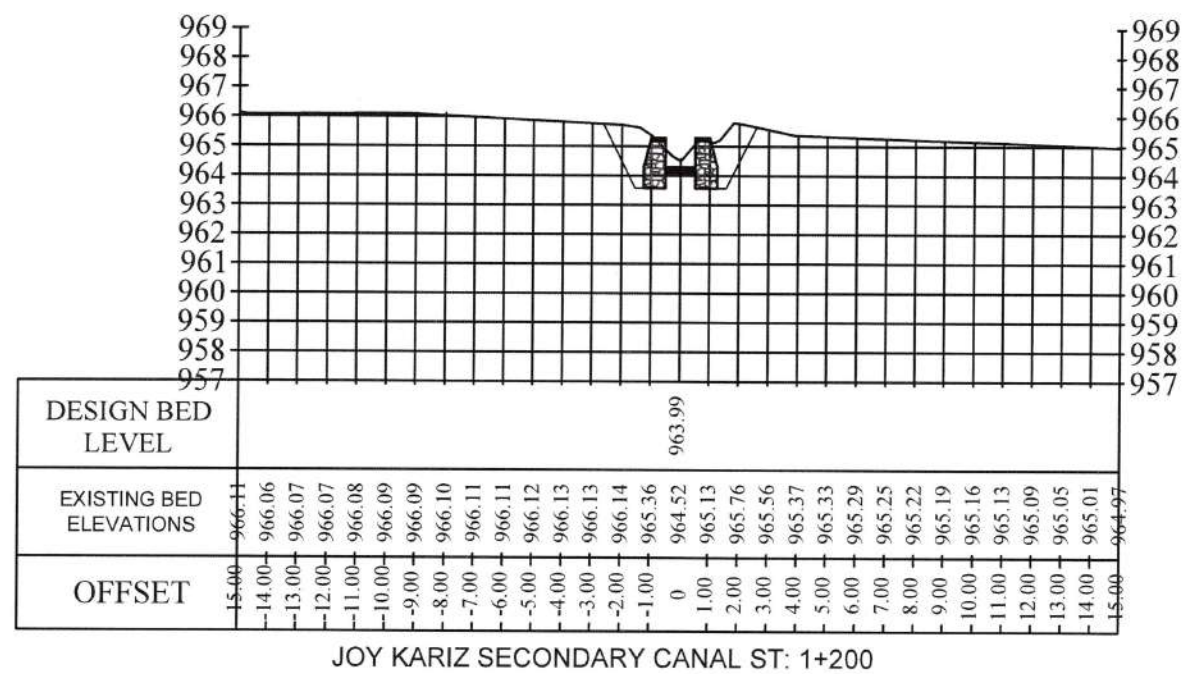 969 969
968 968
967 967
966 966
965 965
964 964
963 963
962 962
961 961
960 960
959 959
958 958
957 957
DESIGN BED
LEVEL
963.99
EXISTING BED
ELEVATIONS
966.11 966.06 966.07 966.07 966.08 966.09 966.09 966.10 966.11 966.11 966.12 966.13 966.13 966.14 965.36 964.52 965.13 965.76 965.56 965.37 965.33 965.29 965.25 965.22 965.19 965.16 965.13 965.09 965.05 965.01 964.97
OFFSET
-15.00 -14.00 -13.00 -12.00 -11.00 -10.00 -9.00 -8.00 -7.00 -6.00 -5.00 -4.00 -3.00 -2.00 -1.00 0 1.00 2.00 3.00 4.00 5.00 6.00 7.00 8.00 9.00 10.00 11.00 12.00 13.00 14.00 15.00
JOY KARIZ SECONDARY CANAL ST: 1+200